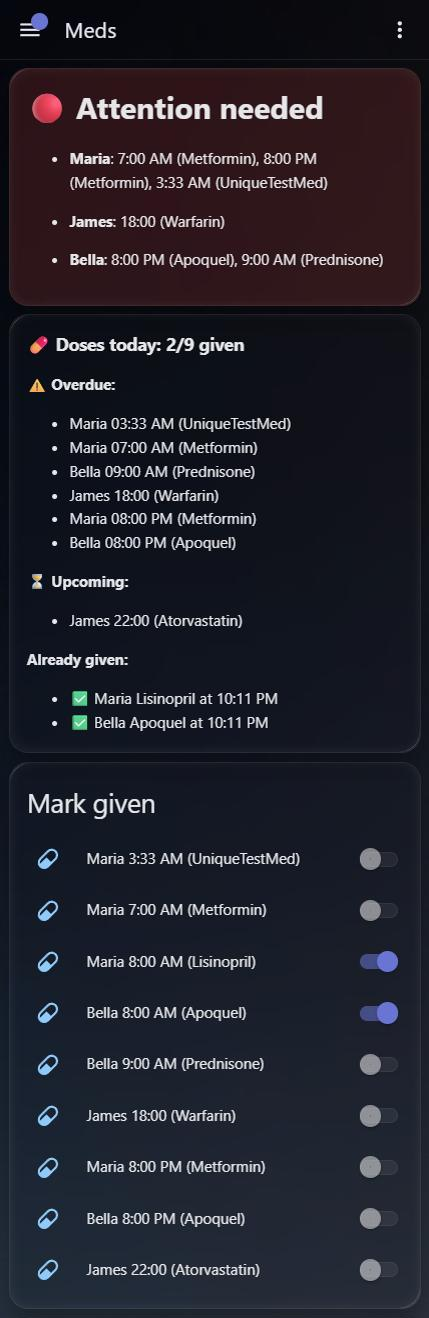 Meds
Attention needed
Maria: 7:00 AM (Metformin), 8:00 PM
(Metformin), 3:33 AM (UniqueTestMed)
James: 18:00 (Warfarin)
Bella: 8:00 PM (Apoquel), 9:00 AM (Prednisone)
Doses today: 2/9 given
Overdue:
Maria 03:33 AM (UniqueTestMed)
Maria 07:00 AM (Metformin)
Bella 09:00 AM (Prednisone)
James 18:00 (Warfarin)
Maria 08:00 PM (Metformin)
Bella 08:00 PM (Apoquel)
Upcoming:
James 22:00 (Atorvastatin)
Already given:
Maria Lisinopril at 10:11 PM
Bella Apoquel at 10:11 PM
Mark given
Maria 3:33 AM (UniqueTestMed)
Maria 7:00 AM (Metformin)
Maria 8:00 AM (Lisinopril)
Bella 8:00 AM (Apoquel)
Bella 9:00 AM (Prednisone)
James 18:00 (Warfarin)
Maria 8:00 PM (Metformin)
Bella 8:00 PM (Apoquel)
James 22:00 (Atorvastatin)